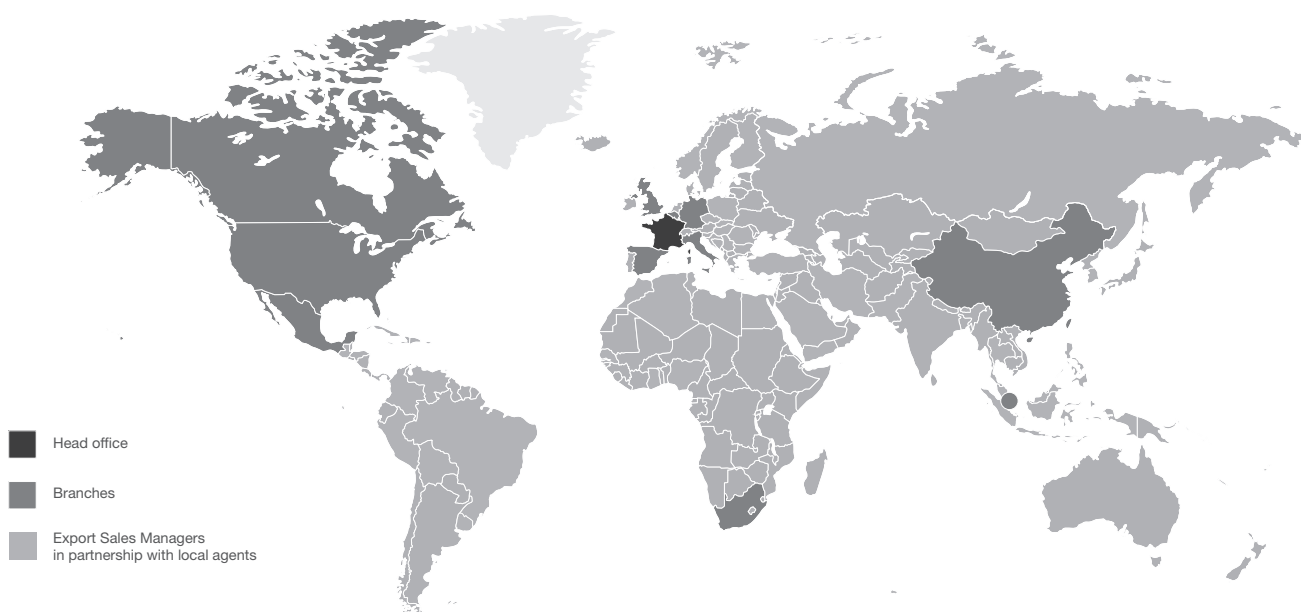 Head office
Branches
Export Sales Managers
in partnership with local agents